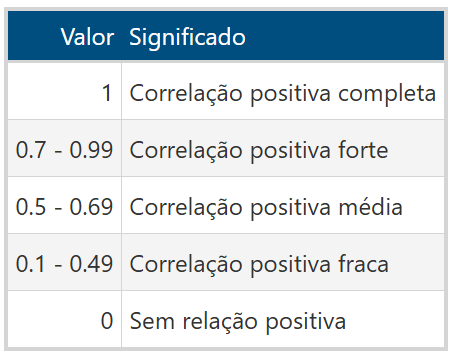 Valor Significado
1 Correlação positiva completa
0.7 - 0.99 Correlação positiva forte
0.5 - 0.69 Correlação positiva média
0.1 - 0.49 Correlação positiva fraca
0 Sem relação positiva